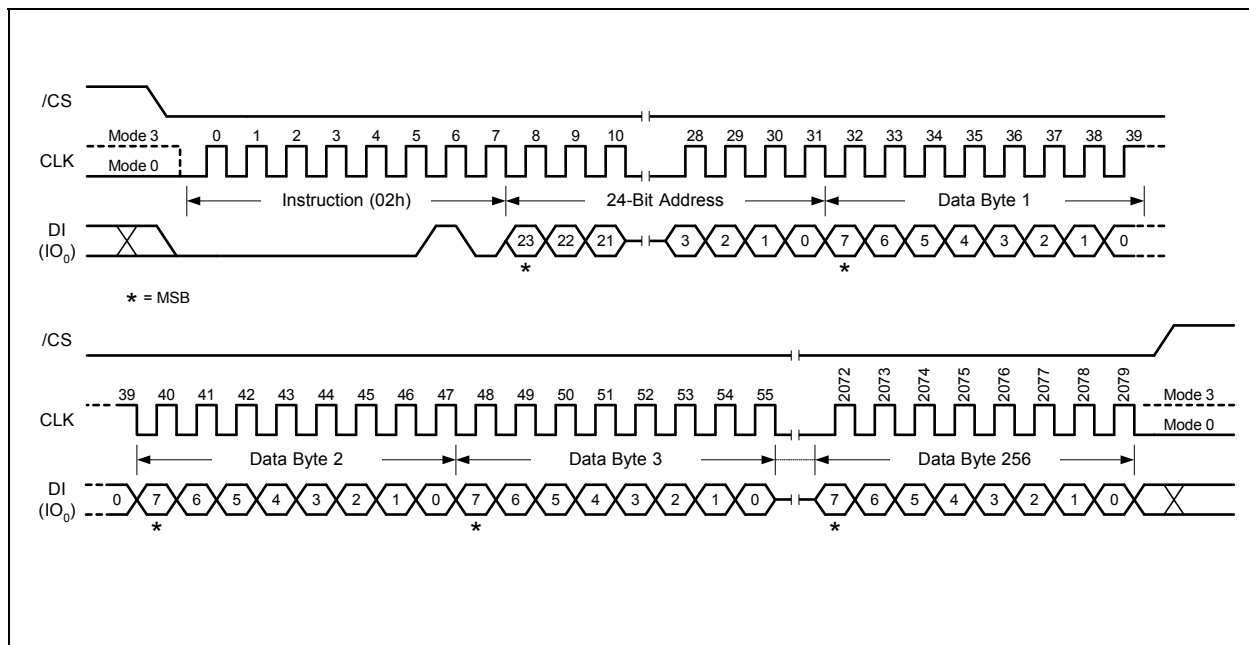 /CS
Mode 3 0 1 2 3 4 5 6 7 8 9 10 28 29 30 31 32 33 34 35 36 37 38 39
CLK Mode 0
Instruction (02h) 24-Bit Address Data Byte 1
DI
(IO0) 23 22 21 3 2 1 0 7 6 5 4 3 2 1 0
* *
* = MSB
/CS
39 40 41 42 43 44 45 46 47 48 49 50 51 52 53 54 55 2072 2073 2074 2075 2076 2077 2078 2079 Mode 3
CLK Mode 0
Data Byte 2 Data Byte 3 Data Byte 256
DI
(IO0) 0 7 6 5 4 3 2 1 0 7 6 5 4 3 2 1 0 7 6 5 4 3 2 1 0
* * *